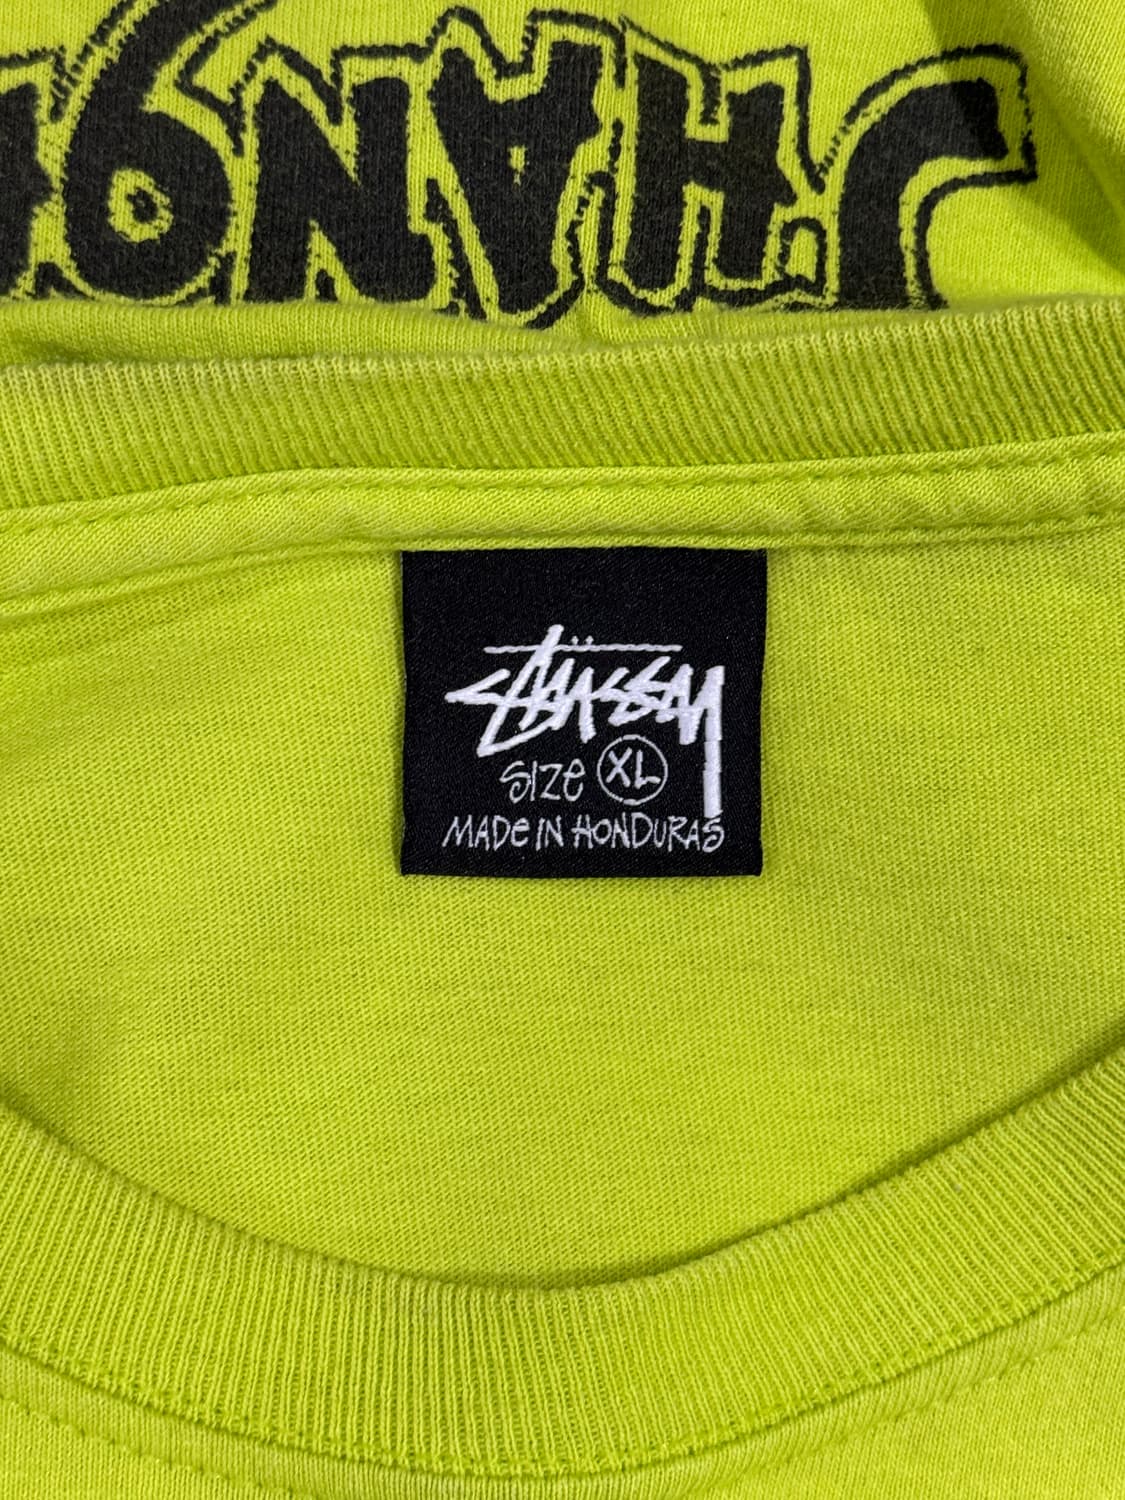 STÜSSY
SIZE XL
MADE IN HONDURAS